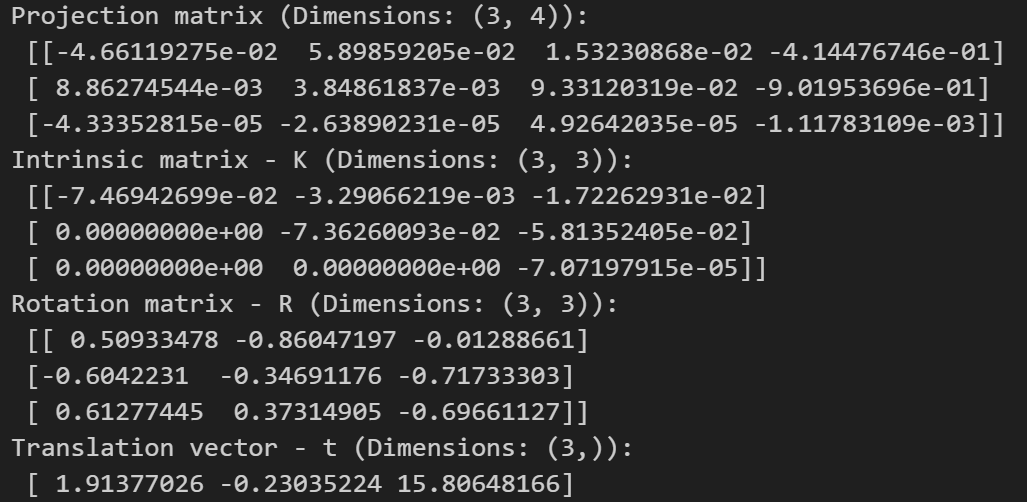 Projection matrix (Dimensions: (3, 4)):
 [[-4.66119275e-02  5.89859205e-02  1.53230868e-02 -4.14476746e-01]
 [ 8.86274544e-03  3.84861837e-03  9.33120319e-02 -9.01953696e-01]
 [-4.33352815e-05 -2.63890231e-05  4.92642035e-05 -1.11783109e-03]]
Intrinsic matrix - K (Dimensions: (3, 3)):
 [[-7.46942699e-02 -3.29066219e-03 -1.72262931e-02]
 [ 0.00000000e+00 -7.36260093e-02 -5.81352405e-02]
 [ 0.00000000e+00  0.00000000e+00 -7.07197915e-05]]
Rotation matrix - R (Dimensions: (3, 3)):
 [[ 0.50933478 -0.86047197 -0.01288661]
 [-0.6042231  -0.34691176 -0.71733303]
 [ 0.61277445  0.37314905 -0.69661127]]
Translation vector - t (Dimensions: (3,)):
 [ 1.91377026 -0.23035224 15.80648166]